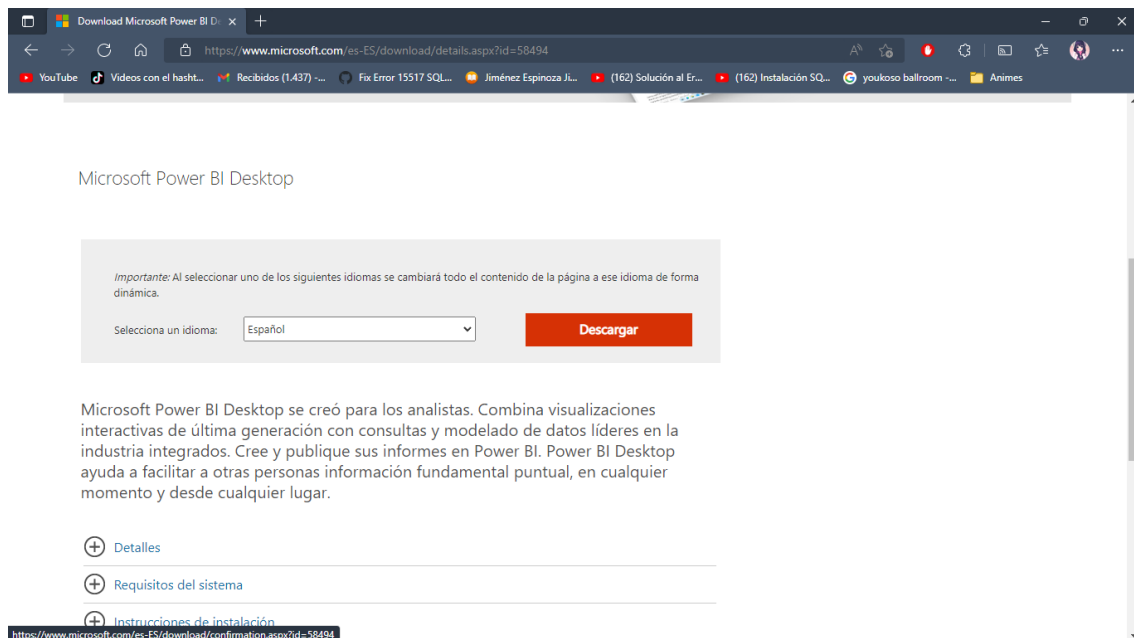 Download Microsoft Power BI De
https://www.microsoft.com/es-ES/download/details.aspx?id=58494
YouTube Videos con el hasht... Recibidos (1.437) -... Fix Error 15517 SQL... Jiménez Espinoza Ji... (162) Solución al Er... (162) Instalación SQ... youkoso ballroom -... Animes
Microsoft Power BI Desktop
Importante: Al seleccionar uno de los siguientes idiomas se cambiará todo el contenido de la página a ese idioma de forma
dinámica.
Selecciona un idioma: Español Descargar
Microsoft Power BI Desktop se creó para los analistas. Combina visualizaciones
interactivas de última generación con consultas y modelado de datos líderes en la
industria integrados. Cree y publique sus informes en Power BI. Power BI Desktop
ayuda a facilitar a otras personas información fundamental puntual, en cualquier
momento y desde cualquier lugar.
Detalles
Requisitos del sistema
Instrucciones de instalación
https://www.microsoft.com/es-ES/download/confirmation.aspx?id=58494